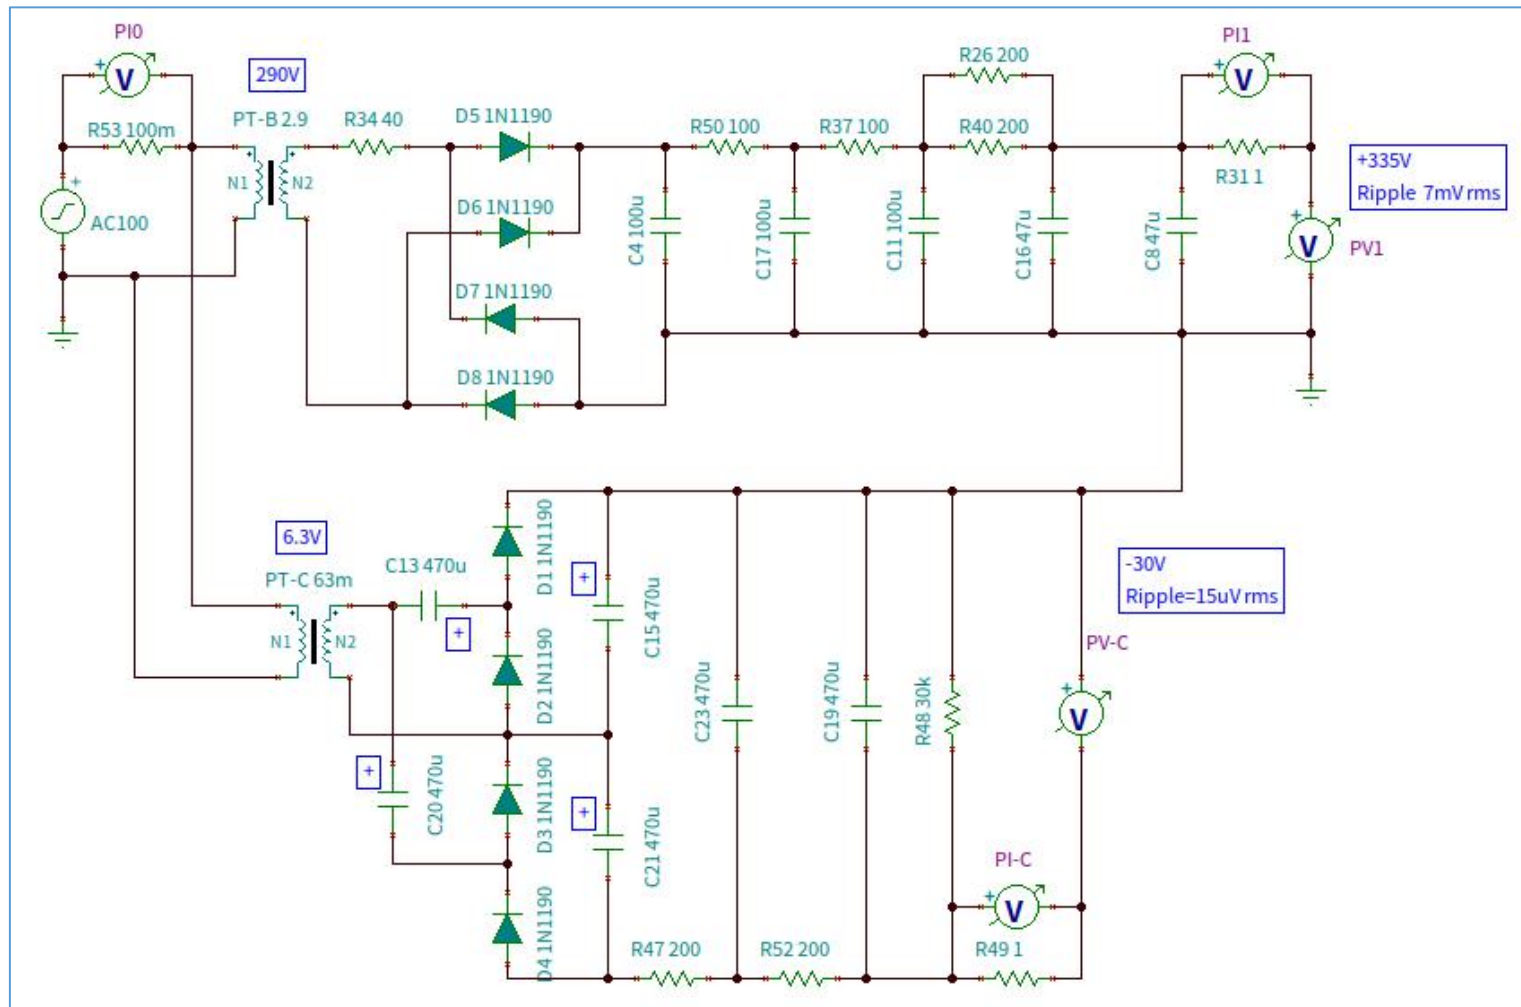 PI0
290V
R53 100m
PT-B 2.9
N1
N2
AC100
R34 40
D5 1N1190
D6 1N1190
D7 1N1190
D8 1N1190
R50 100
R37 100
R26 200
R40 200
C4 100u
C17 100u
C11 100u
C16 47u
C8 47u
PI1
R31 1
PV1
+335V
Ripple 7mV rms
6.3V
PT-C 63m
N1
N2
C13 470u
+
C20 470u
+
D1 1N1190
D2 1N1190
D3 1N1190
D4 1N1190
+
C15 470u
+
C21 470u
R47 200
C23 470u
R52 200
C19 470u
R48 30k
PI-C
R49 1
-30V
Ripple=15uV rms
PV-C